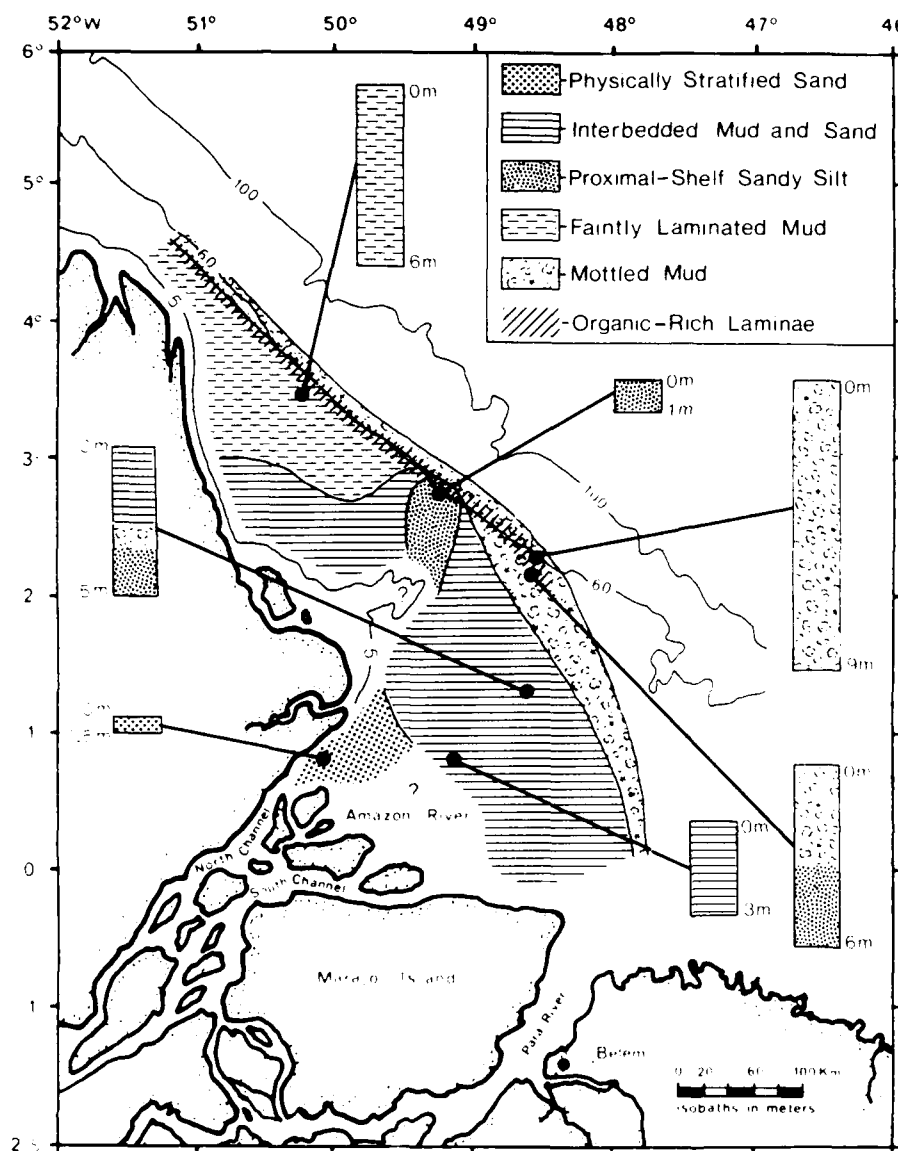 52°W 51° 50° 49° 48° 47° 46
6°
5°
4°
3°
2
1
0
1
2
Physically Stratified Sand
Interbedded Mud and Sand
Proximal-Shelf Sandy Silt
Faintly Laminated Mud
Mottled Mud
Organic-Rich Laminae
0m
6m
100
60
5
0m
1m
0m
9m
100
60
5
?
?
0m
3m
0m
6m
Amazon River
North Channel
South Channel
Island
Para River
Belem
0 20 60 100 Km
isobaths in meters